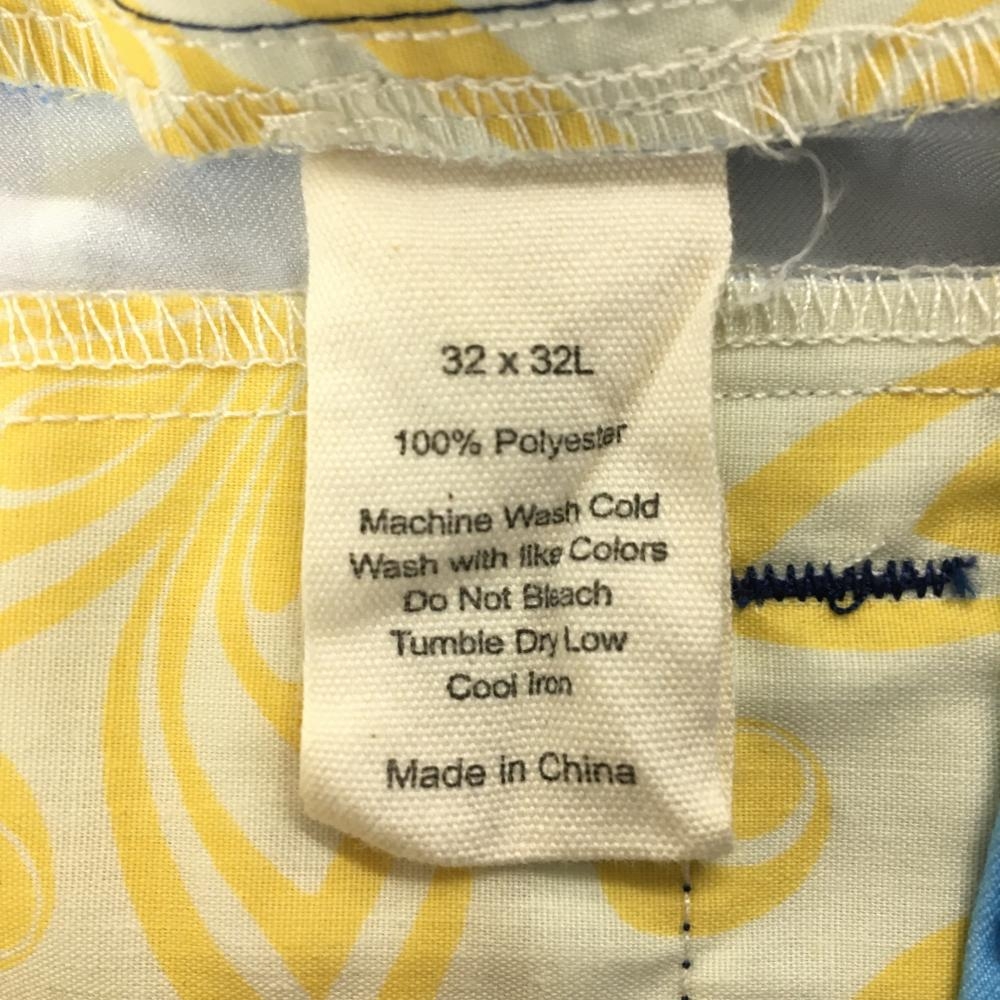 32 x 32L
100% Polyester
Machine Wash Cold
Wash with like Colors
Do Not Bleach
Tumble Dry Low
Cool Iron
Made in China